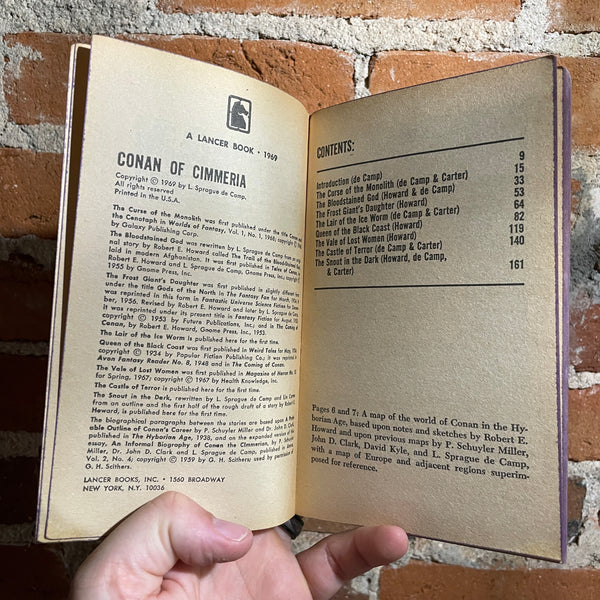 A LANCER BOOK • 1969
CONAN OF CIMMERIA
Copyright © 1969 by L. Sprague de Camp.
All rights reserved
Printed in the U.S.A.
The Curse of the Monolith was first published under the title
the Cenotaph in Worlds of Fantasy, Vol. 1, No. 1, 1968; copyright ©
by Galaxy Publishing Corp.
The Bloodstained God was rewritten by L. Sprague de Camp from an
nal story by Robert E. Howard called The Trail of the Blood-
laid in modern Afghanistan. It was first published in Tales of Conan,
Robert E. Howard and L. Sprague de Camp, Gnome Press, Inc.,
1955 by Gnome Press, Inc.
The Frost Giant's Daughter was first published in slightly different
under the title Gods of the North in The Fantasy Fan for March,
was reprinted in this form in Fantastic Universe Science Fiction for
ber, 1956. Revised by Robert E. Howard and later by L. Sprague de Camp,
it was reprinted under its present title in Fantasy Fiction for August,
copyright © 1953 by Future Publications, Inc.; and in The Coming of
Conan, by Robert E. Howard, Gnome Press, Inc., 1953.
The Lair of the Ice Worm is published here for the first time.
Queen of the Black Coast was first published in Weird Tales for May,
copyright © 1934 by Popular Fiction Publishing Co.; it was reprinted in
Avon Fantasy Reader No. 8, 1948 and in The Coming of Conan.
The Vale of Lost Women was first published in Magazine of Horror No. 15
for Spring, 1967; copyright © 1967 by Health Knowledge, Inc.
The Castle of Terror is published here for the first time.
The Snout in the Dark, rewritten by L. Sprague de Camp and Lin Carter
from an outline and the first half of the rough draft of a story by Robert
Howard is published here for the first time.
The biographical paragraphs between the stories are based upon A Prob-
able Outline of Conan's Career by P. Schuyler Miller and Dr. John D. Clark,
published in The Hyborian Age, 1938, and on the expanded version of this
essay, An Informal Biography of Conan the Cimmerian, by P. Schuyler
Miller, John D. Clark, and L. Sprague de Camp, published in
Vol. 2, No. 4; copyright © 1959 by G. H. Scithers; used by permission of
G. H. Scithers.
LANCER BOOKS, INC. • 1560 BROADWAY
NEW YORK, N.Y. 10036
CONTENTS:
Introduction (de Camp) 9
The Curse of the Monolith (de Camp & Carter) 15
The Bloodstained God (Howard & de Camp) 33
The Frost Giant's Daughter (Howard) 53
The Lair of the Ice Worm (de Camp & Carter) 64
Queen of the Black Coast (Howard) 82
The Vale of Lost Women (Howard) 119
The Castle of Terror (de Camp & Carter) 140
The Snout in the Dark (Howard, de Camp,
& Carter) 161
Pages 6 and 7: A map of the world of Conan in the Hy-
borian Age, based upon notes and sketches by Robert E.
Howard and upon previous maps by P. Schuyler Miller,
John D. Clark, David Kyle, and L. Sprague de Camp,
with a map of Europe and adjacent regions superim-
posed for reference.